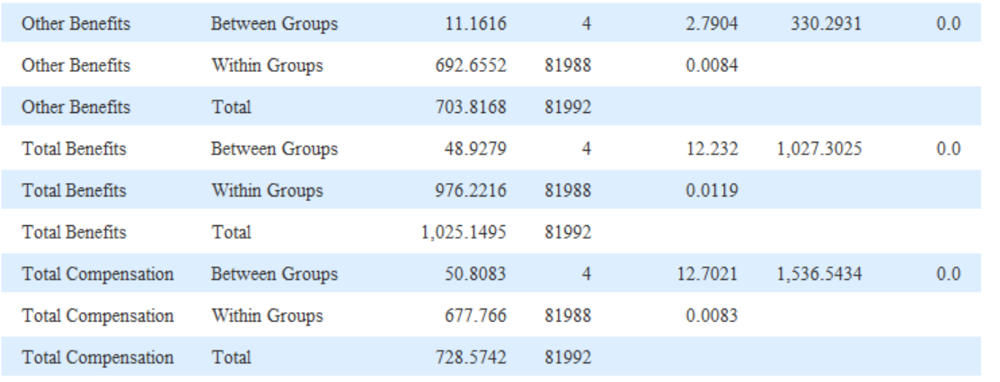 Other Benefits Between Groups 11.1616 4 2.7904 330.2931 0.0
Other Benefits Within Groups 692.6552 81988 0.0084
Other Benefits Total 703.8168 81992
Total Benefits Between Groups 48.9279 4 12.232 1,027.3025 0.0
Total Benefits Within Groups 976.2216 81988 0.0119
Total Benefits Total 1,025.1495 81992
Total Compensation Between Groups 50.8083 4 12.7021 1,536.5434 0.0
Total Compensation Within Groups 677.766 81988 0.0083
Total Compensation Total 728.5742 81992